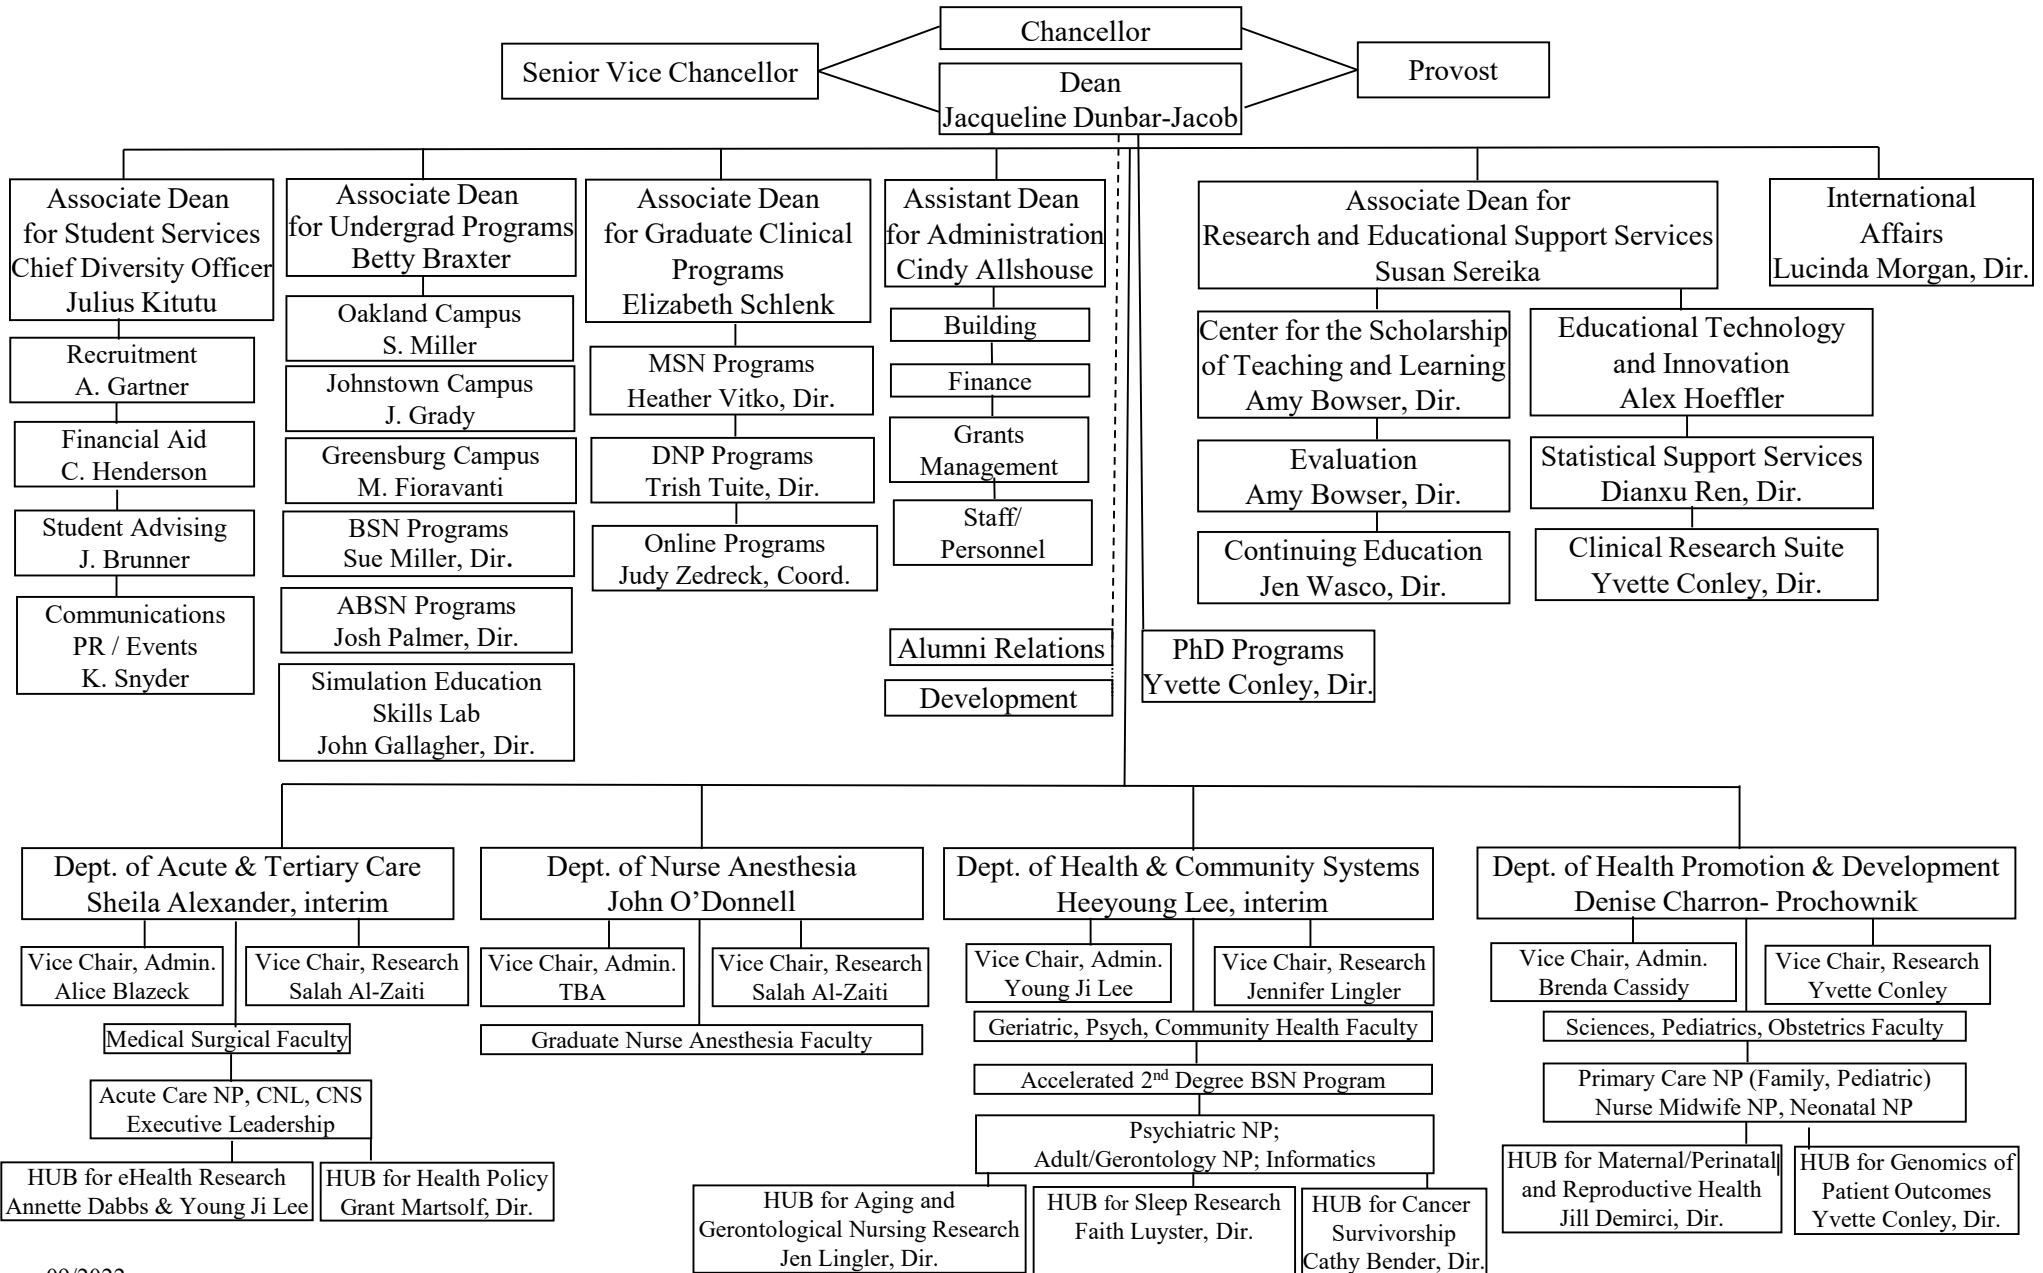 Chancellor
Senior Vice Chancellor
Provost
Dean
Jacqueline Dunbar-Jacob
Associate Dean
for Student Services
Chief Diversity Officer
Julius Kitutu
Recruitment
A. Gartner
Financial Aid
C. Henderson
Student Advising
J. Brunner
Communications
PR / Events
K. Snyder
Associate Dean
for Undergrad Programs
Betty Braxter
Oakland Campus
S. Miller
Johnstown Campus
J. Grady
Greensburg Campus
M. Fioravanti
BSN Programs
Sue Miller, Dir.
ABSN Programs
Josh Palmer, Dir.
Simulation Education
Skills Lab
John Gallagher, Dir.
Associate Dean
for Graduate Clinical
Programs
Elizabeth Schlenk
MSN Programs
Heather Vitko, Dir.
DNP Programs
Trish Tuite, Dir.
Online Programs
Judy Zedreck, Coord.
Assistant Dean
for Administration
Cindy Allshouse
Building
Finance
Grants
Management
Staff/
Personnel
Alumni Relations
Development
PhD Programs
Yvette Conley, Dir.
Associate Dean for
Research and Educational Support Services
Susan Sereika
Center for the Scholarship
of Teaching and Learning
Amy Bowser, Dir.
Evaluation
Amy Bowser, Dir.
Continuing Education
Jen Wasco, Dir.
Educational Technology
and Innovation
Alex Hoeffler
Statistical Support Services
Dianxu Ren, Dir.
Clinical Research Suite
Yvette Conley, Dir.
International
Affairs
Lucinda Morgan, Dir.
Dept. of Acute & Tertiary Care
Sheila Alexander, interim
Vice Chair, Admin.
Alice Blazeck
Vice Chair, Research
Salah Al-Zaiti
Medical Surgical Faculty
Acute Care NP, CNL, CNS
Executive Leadership
HUB for eHealth Research
Annette Dabbs & Young Ji Lee
HUB for Health Policy
Grant Martsolf, Dir.
Dept. of Nurse Anesthesia
John O’Donnell
Vice Chair, Admin.
TBA
Vice Chair, Research
Salah Al-Zaiti
Graduate Nurse Anesthesia Faculty
Dept. of Health & Community Systems
Heeyoung Lee, interim
Vice Chair, Admin.
Young Ji Lee
Vice Chair, Research
Jennifer Lingler
Geriatric, Psych, Community Health Faculty
Accelerated 2nd Degree BSN Program
Psychiatric NP;
Adult/Gerontology NP; Informatics
HUB for Aging and
Gerontological Nursing Research
Jen Lingler, Dir.
HUB for Sleep Research
Faith Luyster, Dir.
HUB for Cancer
Survivorship
Cathy Bender, Dir.
Dept. of Health Promotion & Development
Denise Charron- Prochownik
Vice Chair, Admin.
Brenda Cassidy
Vice Chair, Research
Yvette Conley
Sciences, Pediatrics, Obstetrics Faculty
Primary Care NP (Family, Pediatric)
Nurse Midwife NP, Neonatal NP
HUB for Maternal/Perinatal
and Reproductive Health
Jill Demirci, Dir.
HUB for Genomics of
Patient Outcomes
Yvette Conley, Dir.
09/2022